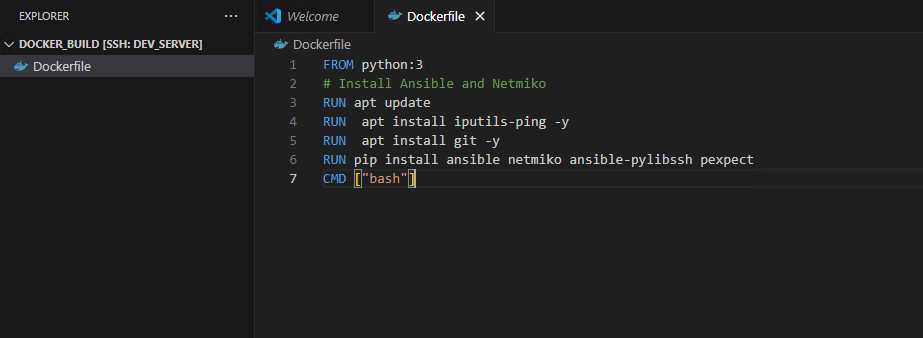 EXPLORER
···
Welcome
Dockerfile
DOCKER_BUILD [SSH: DEV_SERVER]
Dockerfile
Dockerfile
1 FROM python:3
2 # Install Ansible and Netmiko
3 RUN apt update
4 RUN  apt install iputils-ping -y
5 RUN  apt install git -y
6 RUN pip install ansible netmiko ansible-pylibssh pexpect
7 CMD ["bash"]